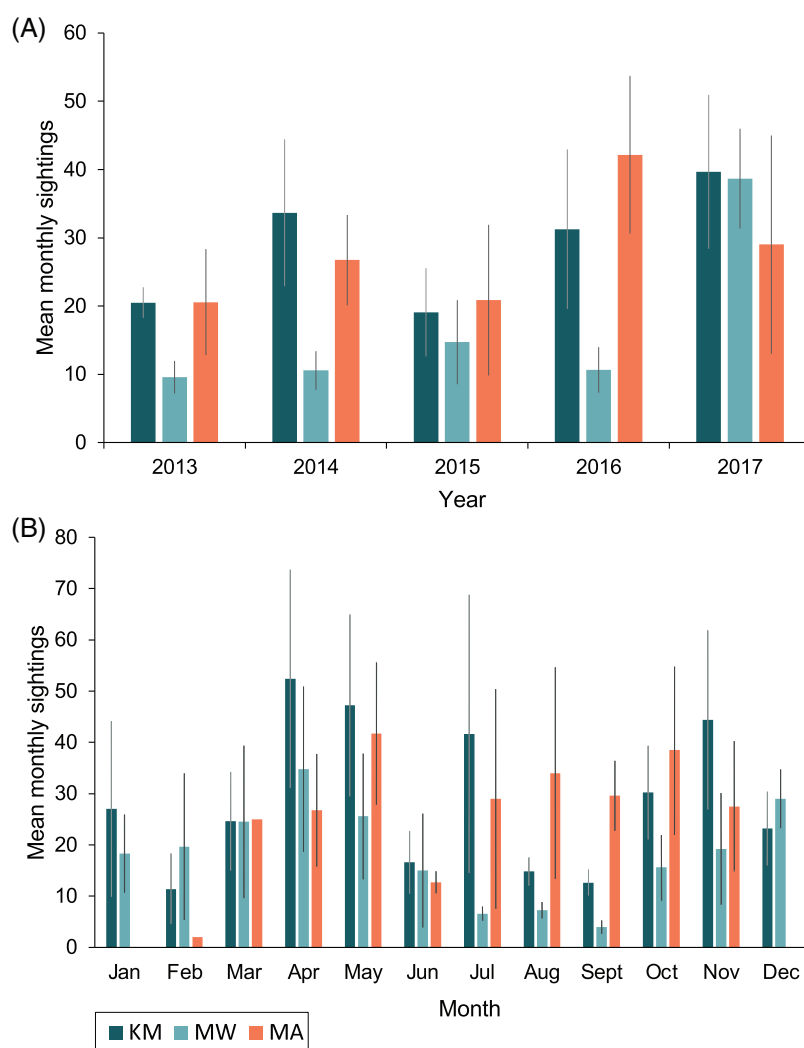 (A)
60
50
40
30
20
10
0
Mean monthly sightings
2013 2014 2015 2016 2017
Year
(B)
80
70
60
50
40
30
20
10
0
Mean monthly sightings
Jan Feb Mar Apr May Jun Jul Aug Sept Oct Nov Dec
Month
KM MW MA